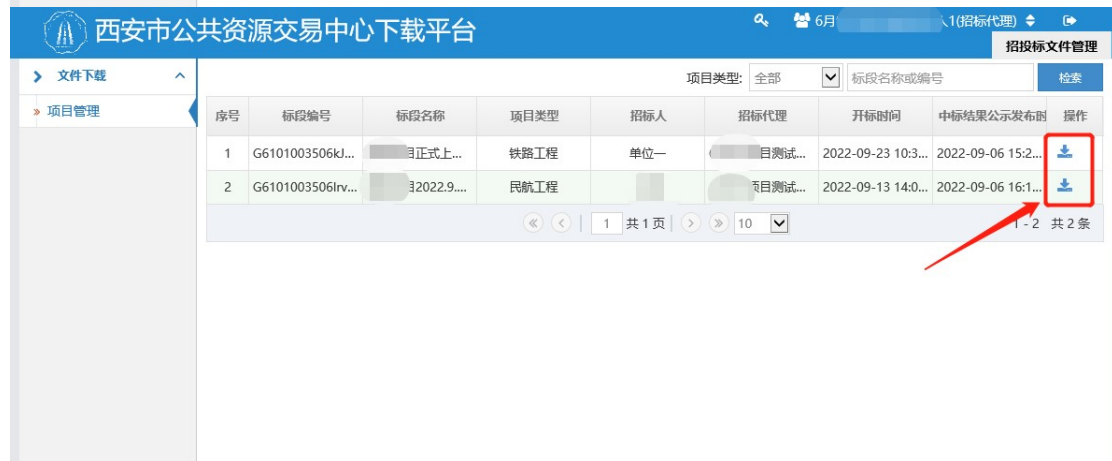 西安市公共资源交易中心下载平台
6月 1(招标代理)
招投标文件管理
文件下载
项目类型: 全部 标段名称或编号 检索
项目管理
序号 标段编号 标段名称 项目类型 招标人 招标代理 开标时间 中标结果公示发布时 操作
1 G6101003506kJ... 目正式上... 铁路工程 单位一 目测试... 2022-09-23 10:3... 2022-09-06 15:2...
2 G6101003506Irv... 2022.9.... 民航工程 项目测试... 2022-09-13 14:0... 2022-09-06 16:1...
1 共 1 页 10 1 - 2 共 2 条